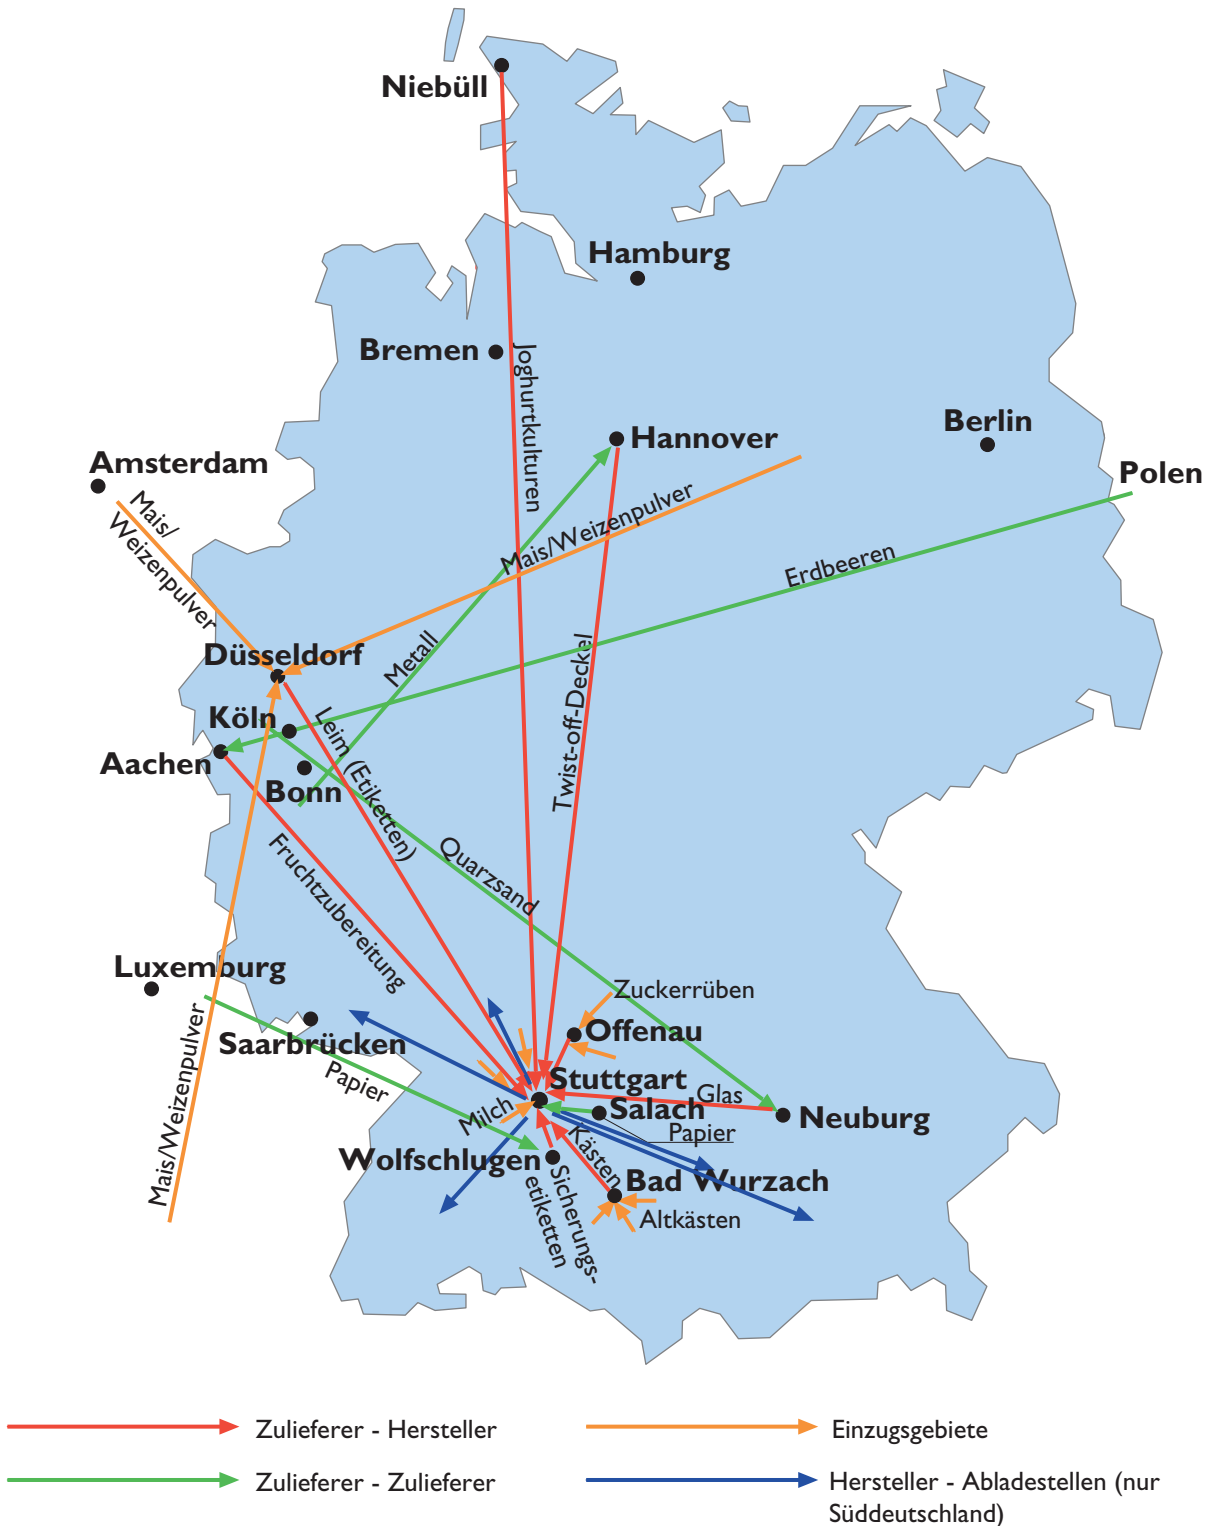 Niebüll
Hamburg
Bremen
Joghurtkulturen
Berlin
Hannover
Amsterdam
Polen
Mais/
Weizenpulver
Mais/Weizenpulver
Erdbeeren
Düsseldorf
Metall
Twist-off-Deckel
Köln
Leim (Etiketten)
Aachen
Bonn
Fruchtzubereitung
Quarzsand
Luxemburg
Zuckerrüben
Offenau
Saarbrücken
Mais/Weizenpulver
Papier
Stuttgart
Glas
Milch
Salach
Neuburg
Papier
Kästen
Wolfschlugen
Bad Wurzach
Sicherungs-
etiketten
Altkästen
Zulieferer - Hersteller
Einzugsgebiete
Zulieferer - Zulieferer
Hersteller - Abladestellen (nur
Süddeutschland)